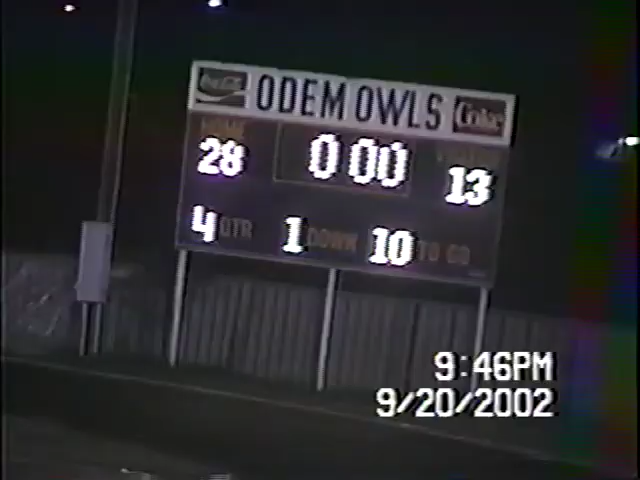 Coca-Cola ODEM OWLS Coke
HOME
28 0 00 13
4 QTR 1 DOWN 10 TO GO
9:46PM
9/20/2002